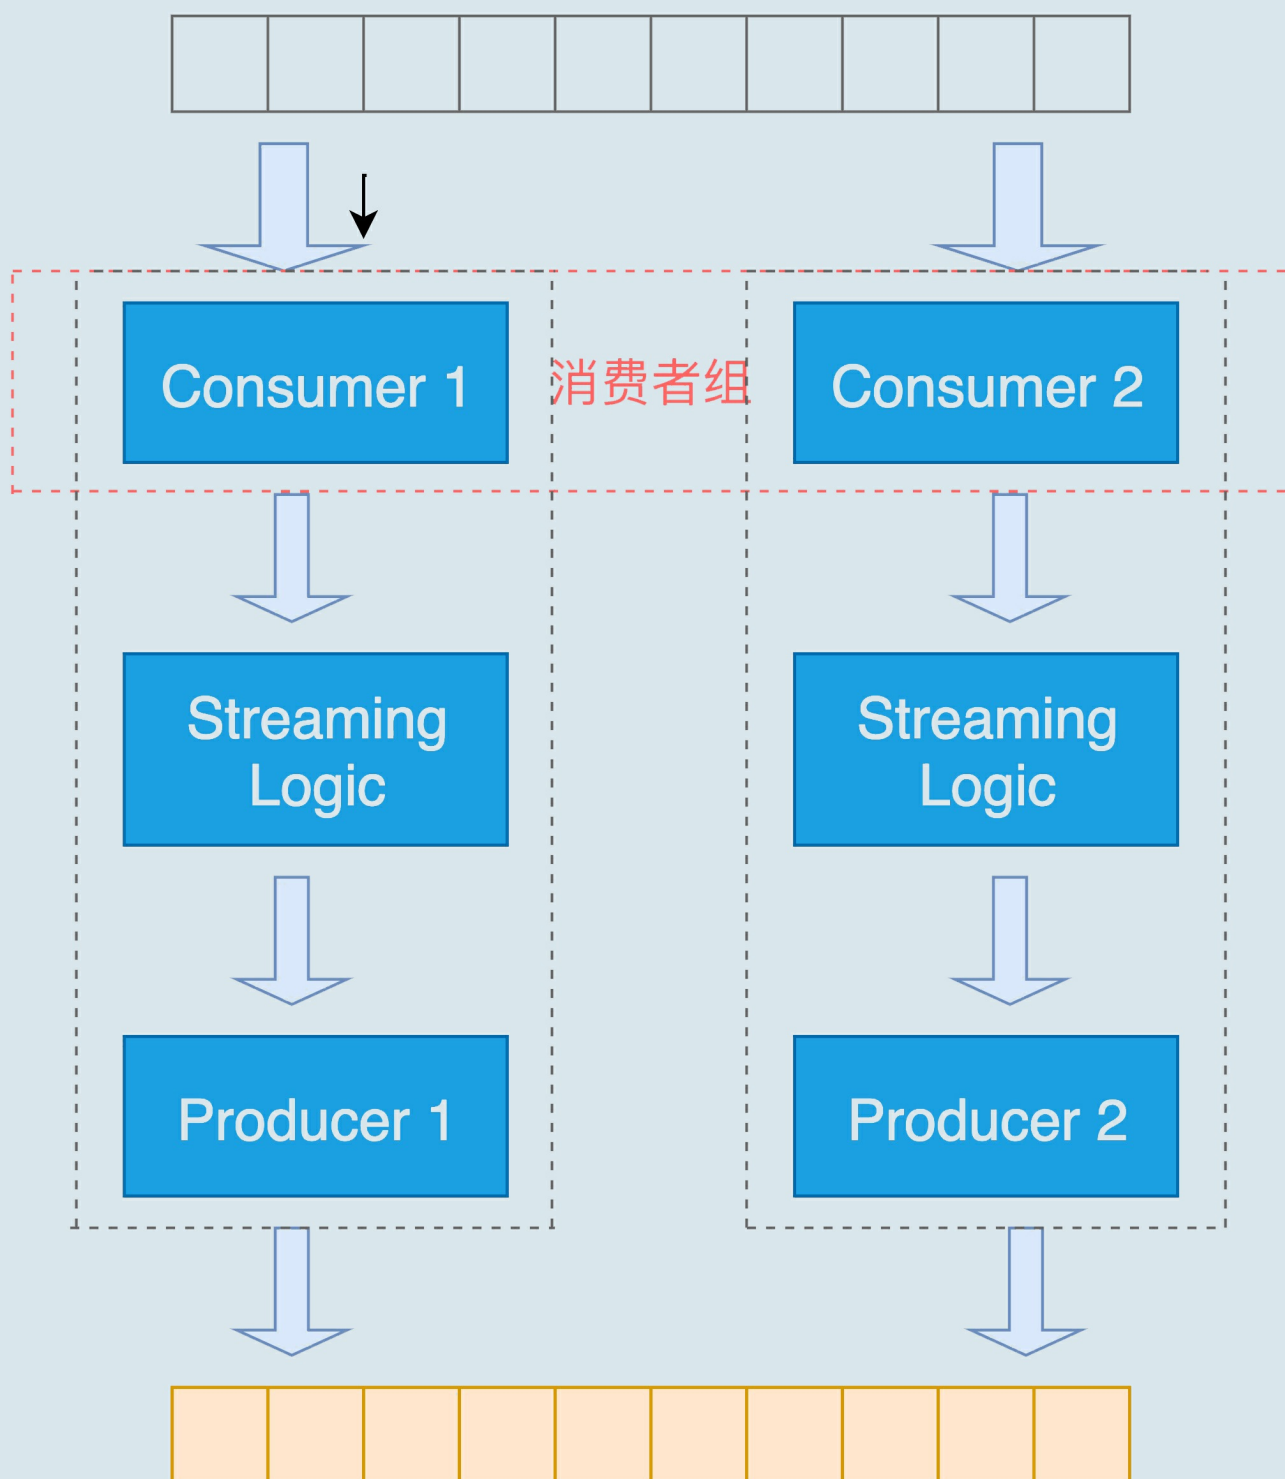 Consumer 1
消费者组
Consumer 2
Streaming
Logic
Streaming
Logic
Producer 1
Producer 2